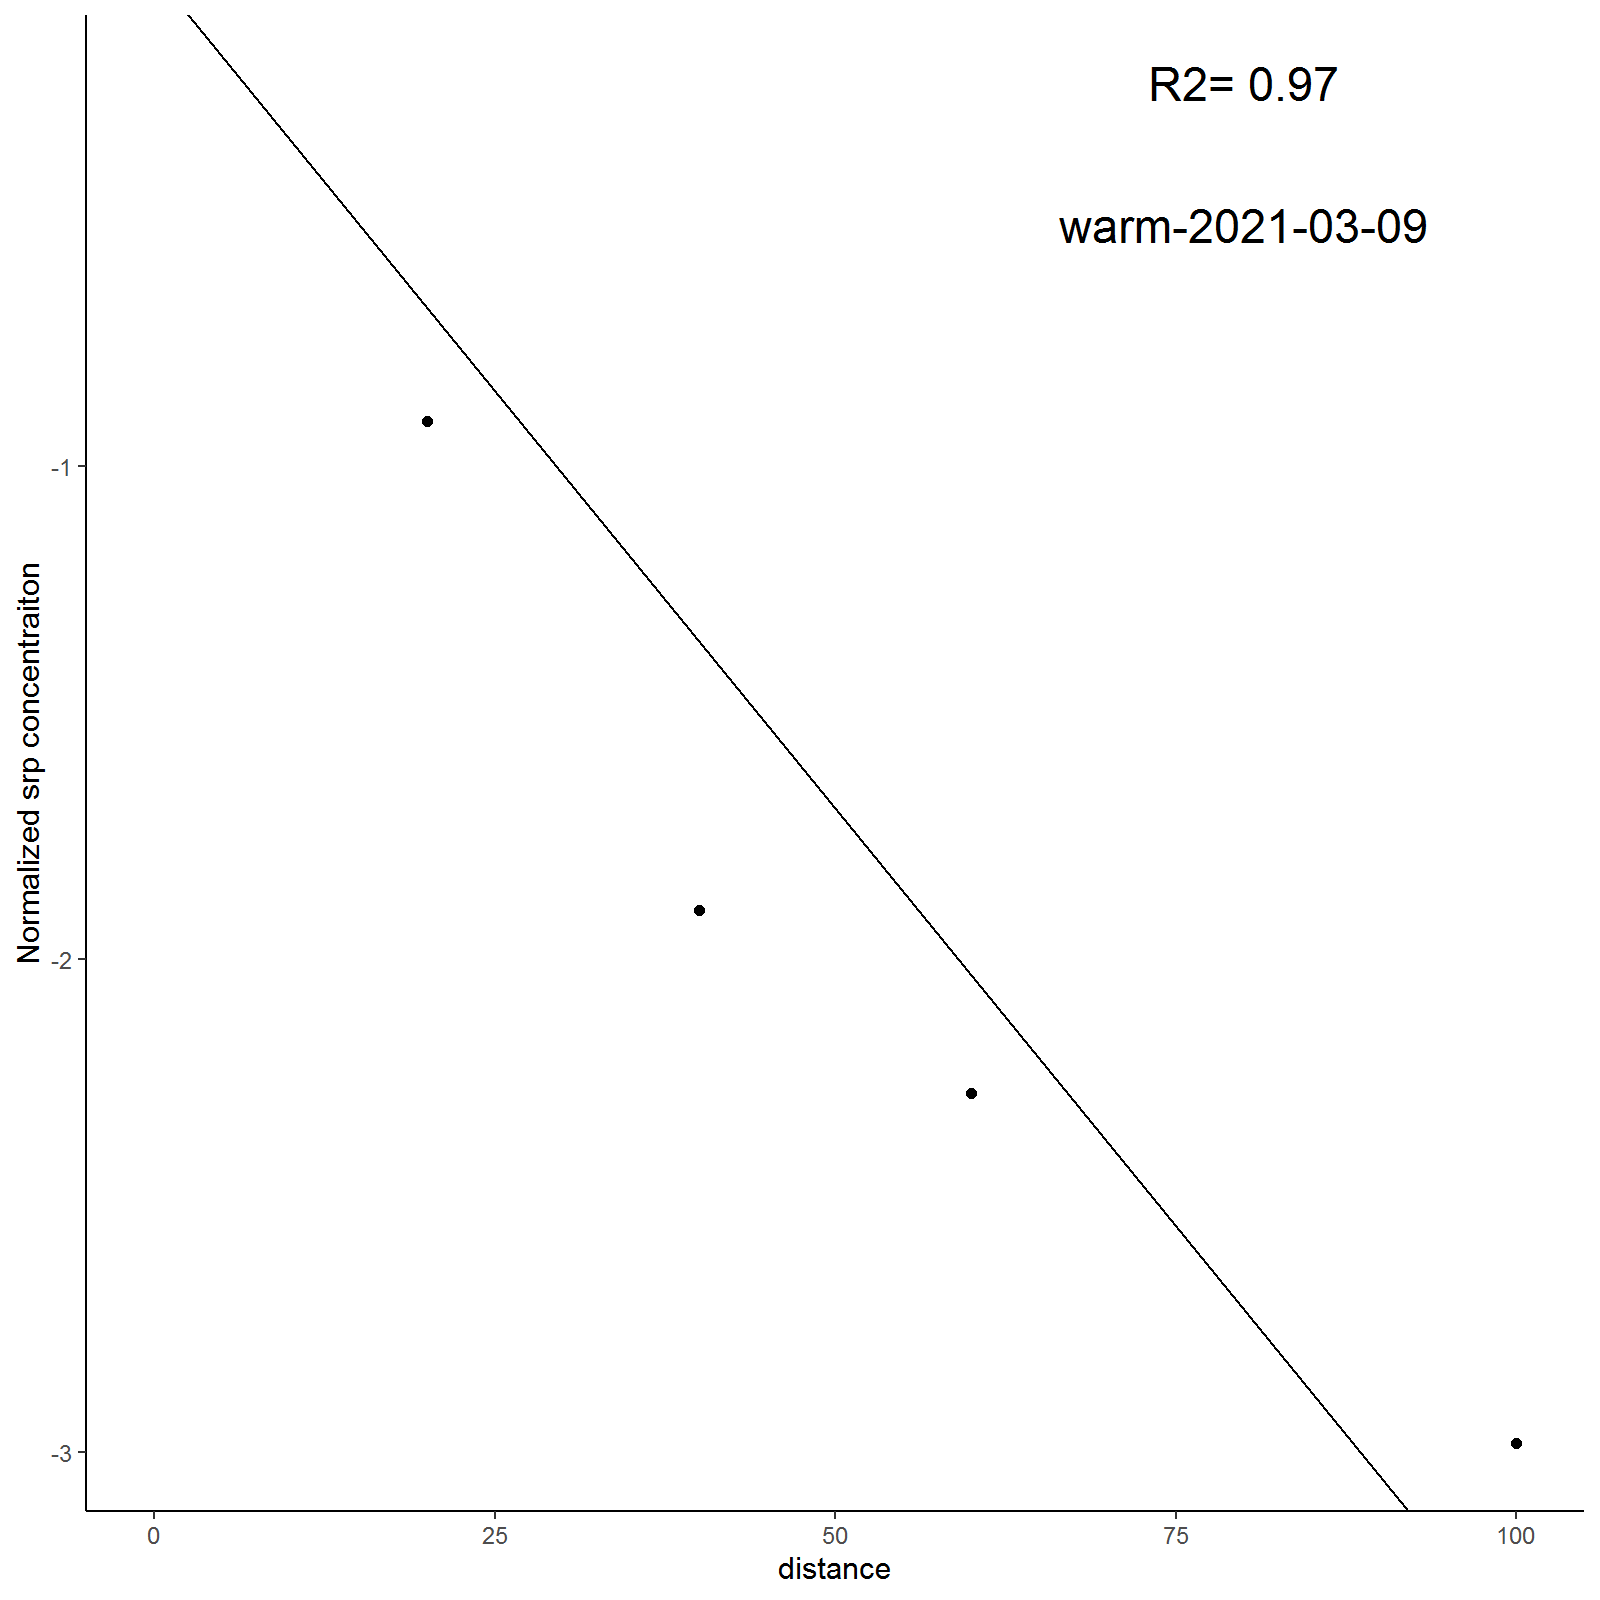 R2= 0.97
warm-2021-03-09
Normalized srp concentraiton
-1
-2
-3
0
25
50
75
100
distance